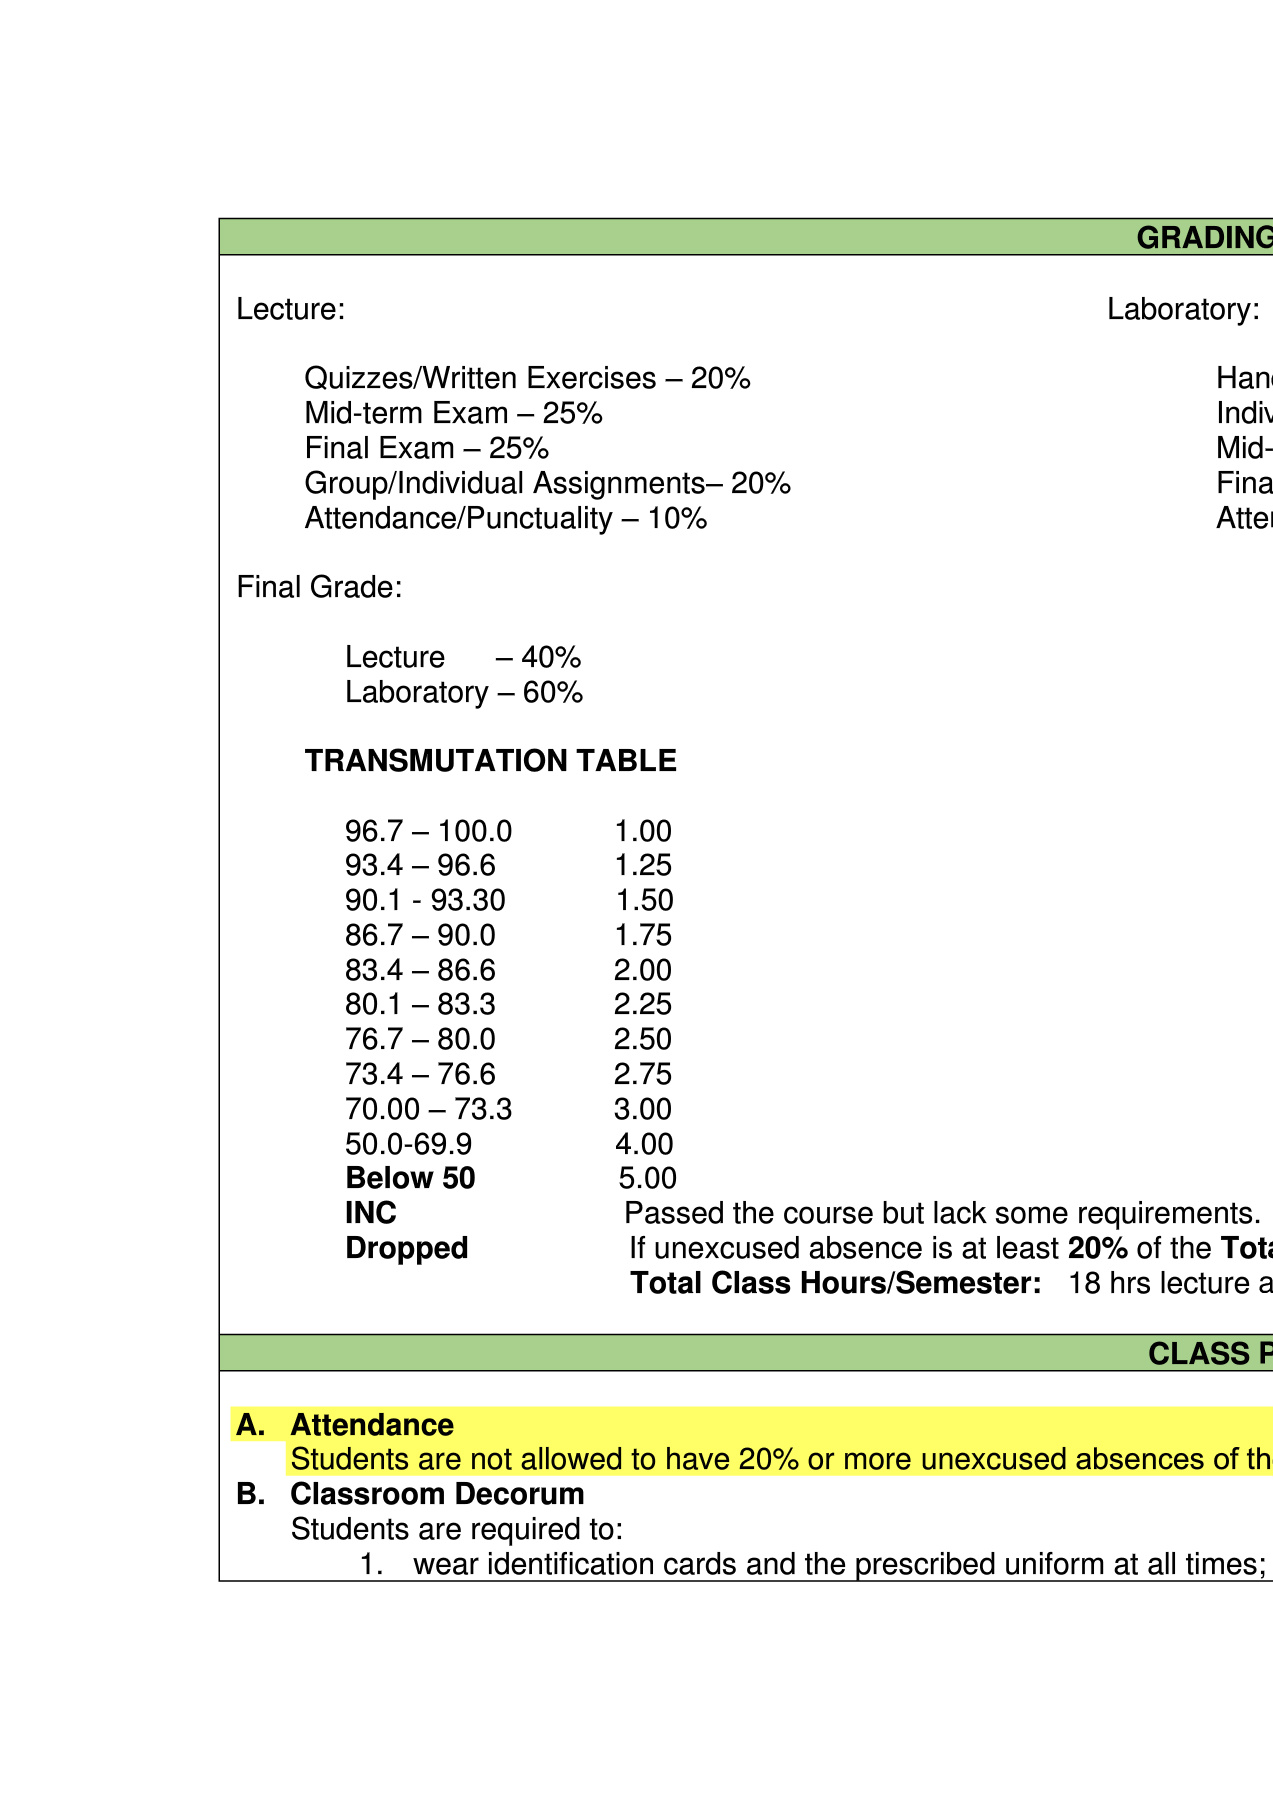 GRADING
Lecture: Laboratory:
Quizzes/Written Exercises – 20%
Mid-term Exam – 25% 
Final Exam – 25%
Group/Individual Assignments– 20%
Attendance/Punctuality – 10%
Final Grade:
Lecture – 40%
Laboratory – 60%
TRANSMUTATION TABLE
96.7 – 100.0 1.00
93.4 – 96.6 1.25
90.1 - 93.30 1.50
86.7 – 90.0 1.75
83.4 – 86.6 2.00
80.1 – 83.3 2.25
76.7 – 80.0 2.50
73.4 – 76.6 2.75
70.00 – 73.3 3.00
50.0-69.9 4.00
Below 50 5.00
INC Passed the course but lack some requirements.
Dropped If unexcused absence is at least 20% of the
Total Class Hours/Semester: 18 hrs lecture
CLASS
A. Attendance
Students are not allowed to have 20% or more unexcused absences of
B. Classroom Decorum
Students are required to:
1. wear identification cards and the prescribed uniform at all times;